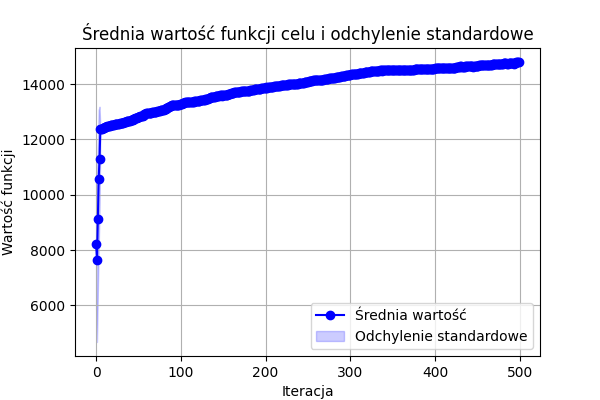 Średnia wartość funkcji celu i odchylenie standardowe
Wartość funkcji
14000
12000
10000
8000
6000
Średnia wartość
Odchylenie standardowe
0 100 200 300 400 500
Iteracja